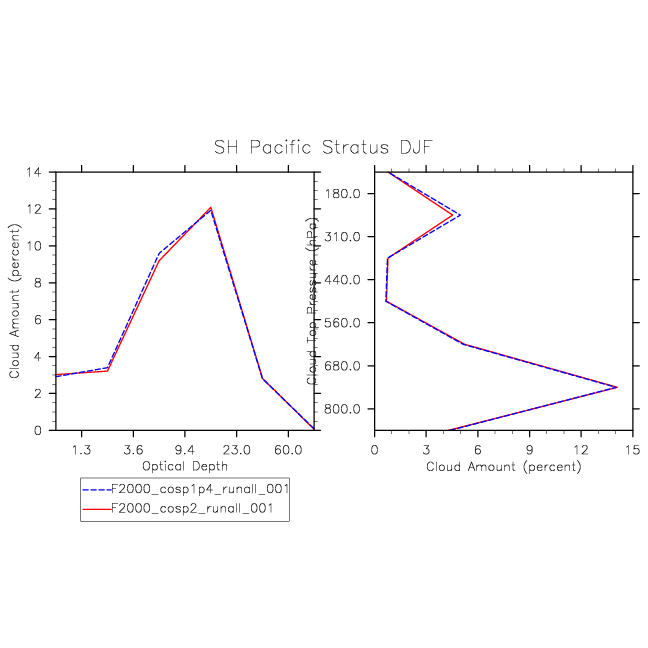 SH Pacific Stratus DJF
Cloud Amount (percent)
14
12
10
8
6
4
2
0
1.3 3.6 9.4 23.0 60.0
Optical Depth
Cloud Top Pressure (hPa)
180.0
310.0
440.0
560.0
680.0
800.0
0 3 6 9 12 15
Cloud Amount (percent)
F2000_cosp1p4_runall_001
F2000_cosp2_runall_001